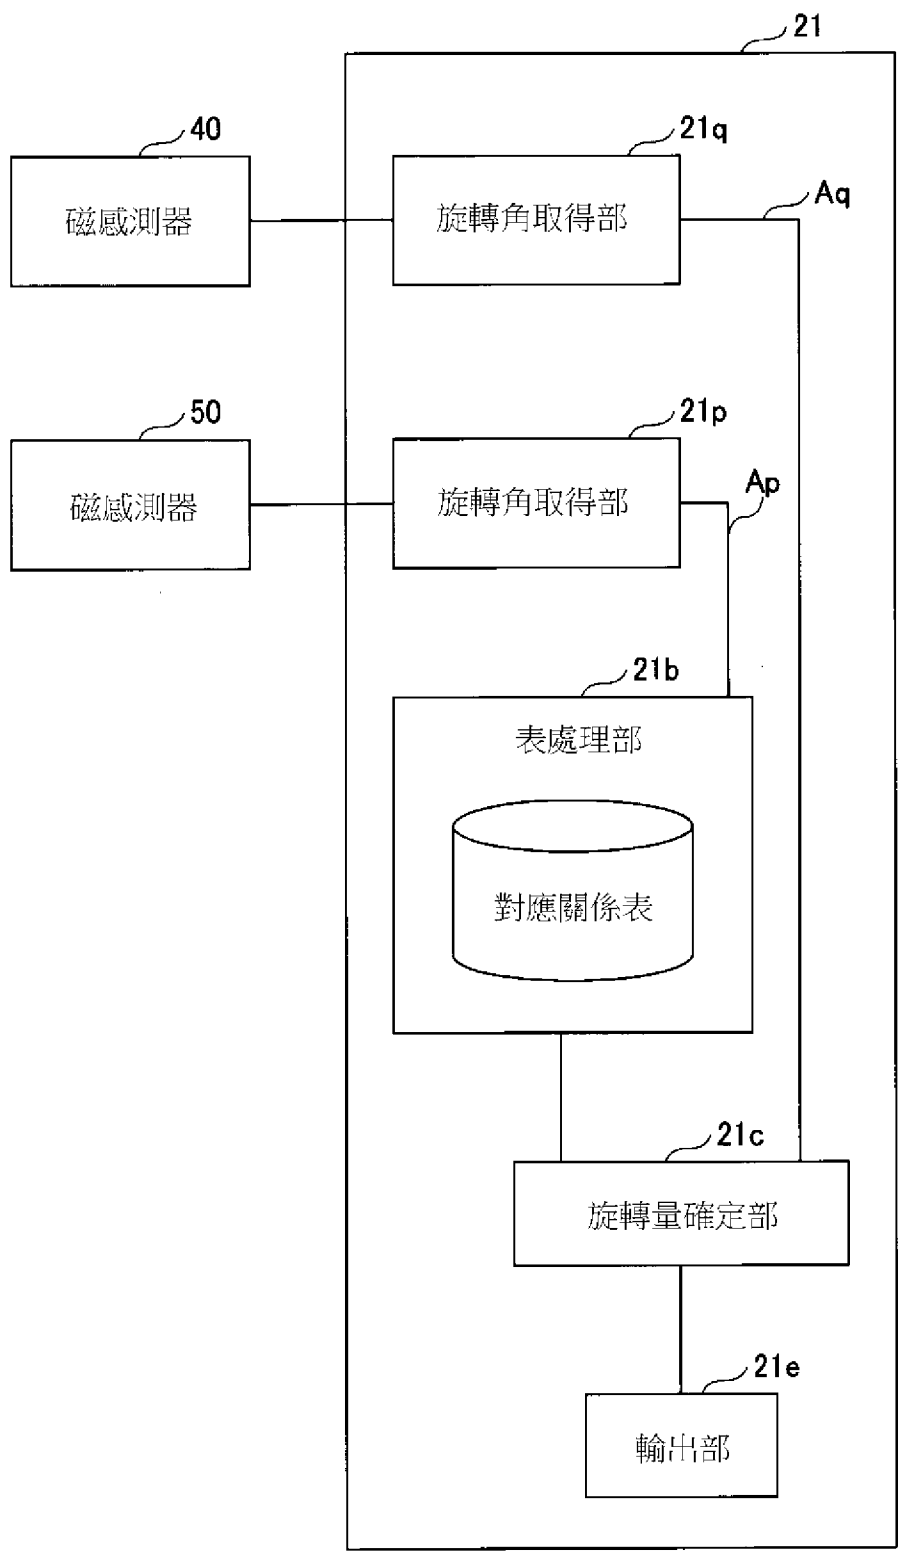 21
40
21q
Aq
磁感測器
旋轉角取得部
50
21p
Ap
磁感測器
旋轉角取得部
21b
表處理部
對應關係表
21c
旋轉量確定部
21e
輸出部